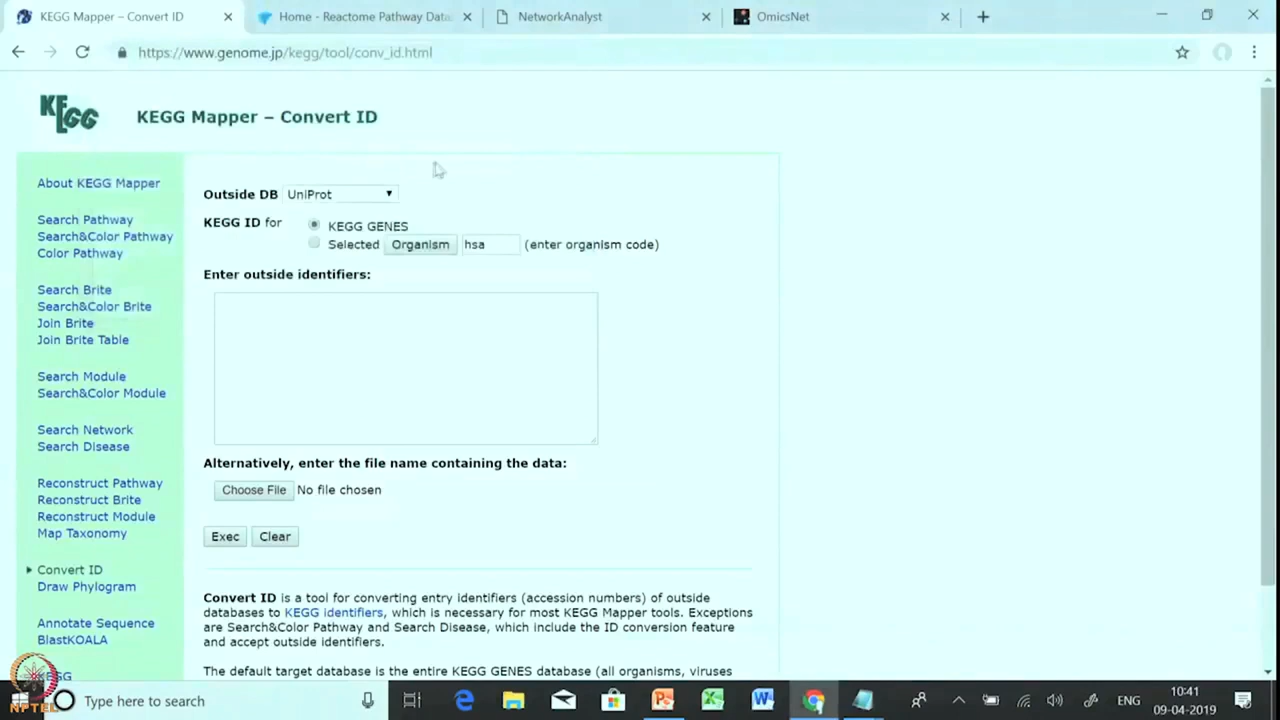 KEGG Mapper – Convert ID
Home - Reactome Pathway Data
NetworkAnalyst
OmicsNet
https://www.genome.jp/kegg/tool/conv_id.html
KEGG
KEGG Mapper – Convert ID
About KEGG Mapper
Search Pathway
Search&Color Pathway
Color Pathway
Search Brite
Search&Color Brite
Join Brite
Join Brite Table
Search Module
Search&Color Module
Search Network
Search Disease
Reconstruct Pathway
Reconstruct Brite
Reconstruct Module
Map Taxonomy
Convert ID
Draw Phylogram
Annotate Sequence
BlastKOALA
KEGG
Outside DB UniProt
KEGG ID for KEGG GENES
Selected Organism hsa (enter organism code)
Enter outside identifiers:
Alternatively, enter the file name containing the data:
Choose File No file chosen
Exec Clear
Convert ID is a tool for converting entry identifiers (accession numbers) of outside
databases to KEGG identifiers, which is necessary for most KEGG Mapper tools. Exceptions
are Search&Color Pathway and Search Disease, which include the ID conversion feature
and accept outside identifiers.
The default target database is the entire KEGG GENES database (all organisms, viruses
NPTEL
Type here to search
ENG
10:41
09-04-2019